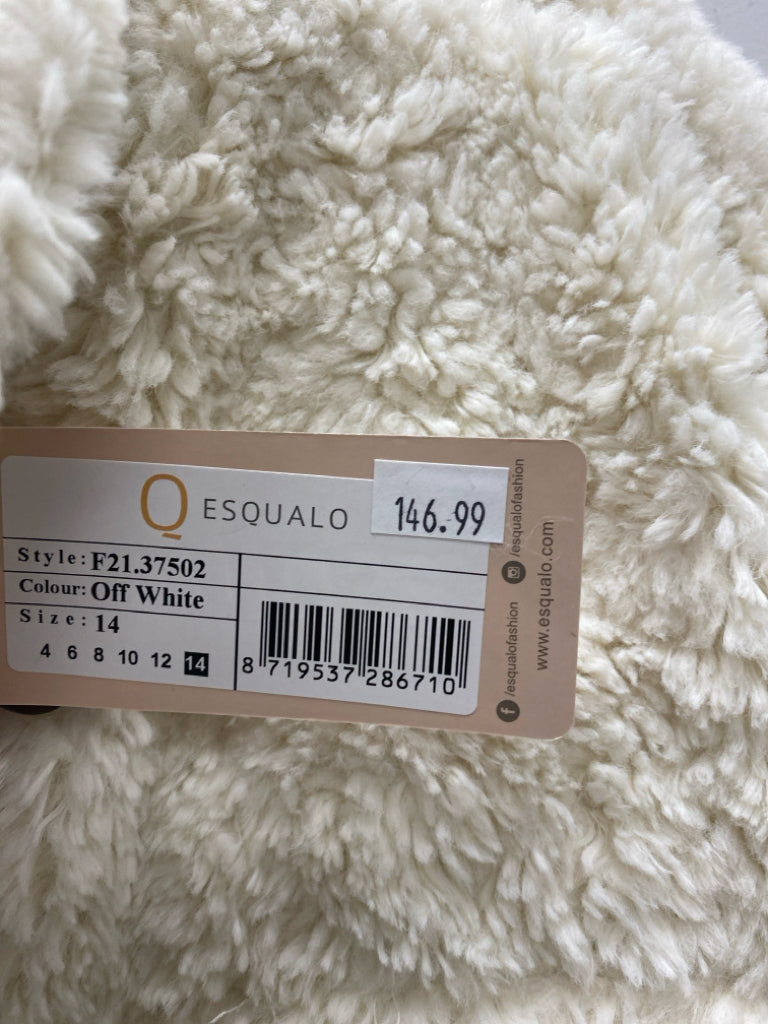 Q ESQUALO
146.99
Style: F21.37502
Colour: Off White
Size: 14
4 6 8 10 12 14
8 719537 286710
/esqualofashion
/esqualofashion
www.esqualo.com